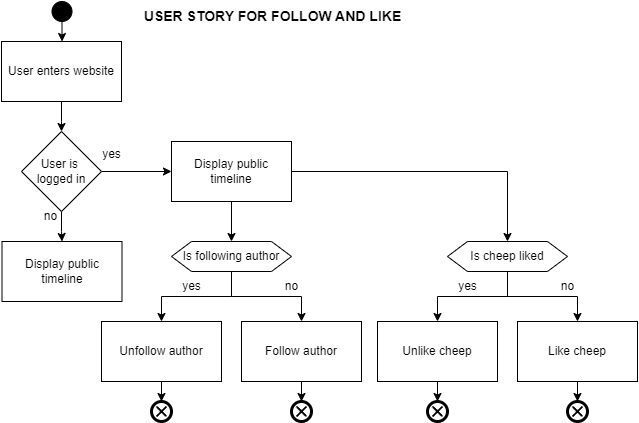 USER STORY FOR FOLLOW AND LIKE
User enters website
User is
logged in
yes
no
Display public
timeline
Display public
timeline
Is following author
Is cheep liked
yes
no
yes
no
Unfollow author
Follow author
Unlike cheep
Like cheep